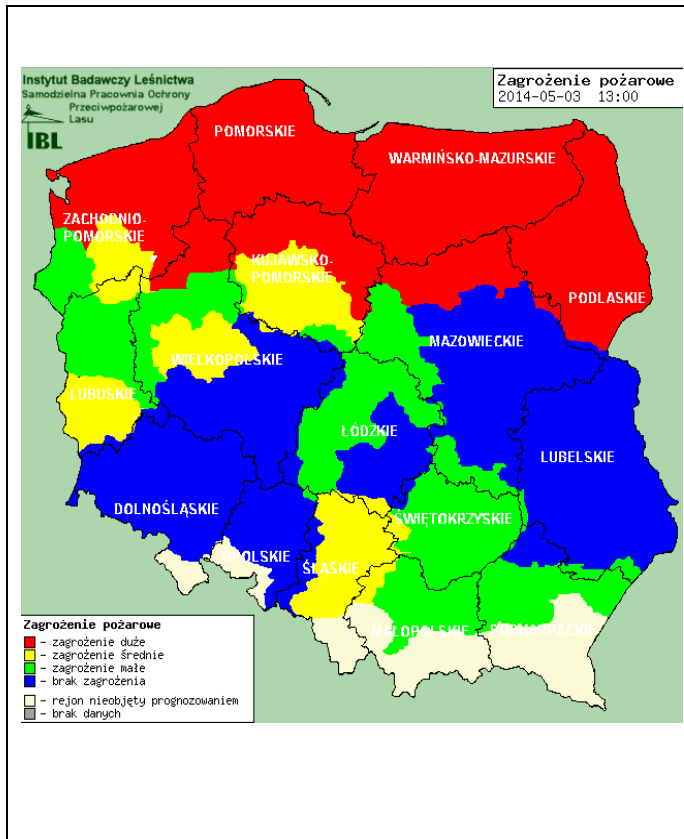 Instytut Badawczy Leśnictwa
Samodzielna Pracownia Ochrony
Przeciwpożarowej
Lasu
IBL
Zagrożenie pożarowe
2014-05-03 13:00
POMORSKIE
WARMIŃSKO-MAZURSKIE
ZACHODNIO-
POMORSKIE
KUJAWSKO-
POMORSKIE
PODLASKIE
MAZOWIECKIE
WIELKOPOLSKIE
LUBUSKIE
ŁÓDZKIE
LUBELSKIE
DOLNOŚLĄSKIE
ŚWIĘTOKRZYSKIE
OPOLSKIE
ŚLĄSKIE
MAŁOPOLSKIE
PODKARPACKIE
Zagrożenie pożarowe
- zagrożenie duże
- zagrożenie średnie
- zagrożenie małe
- brak zagrożenia
- rejon nieobjęty prognozowaniem
- brak danych